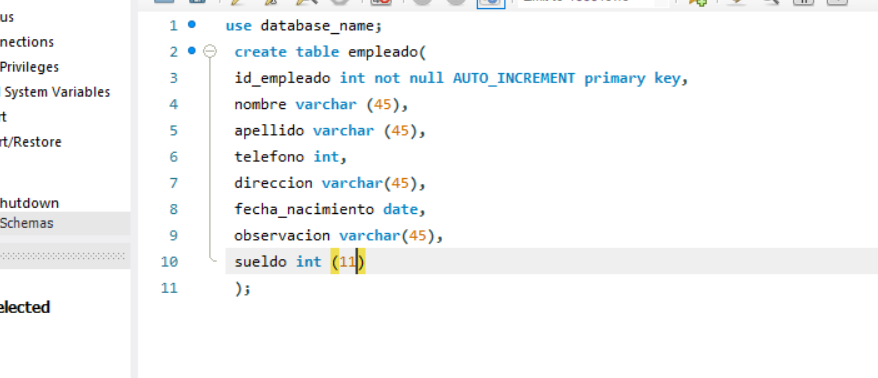 us
nnections
Privileges
System Variables
rt
rt/Restore
hutdown
Schemas
elected
1 use database_name;
2 create table empleado(
3 id_empleado int not null AUTO_INCREMENT primary key,
4 nombre varchar (45),
5 apellido varchar (45),
6 telefono int,
7 direccion varchar(45),
8 fecha_nacimiento date,
9 observacion varchar(45),
10 sueldo int (11)
11 );